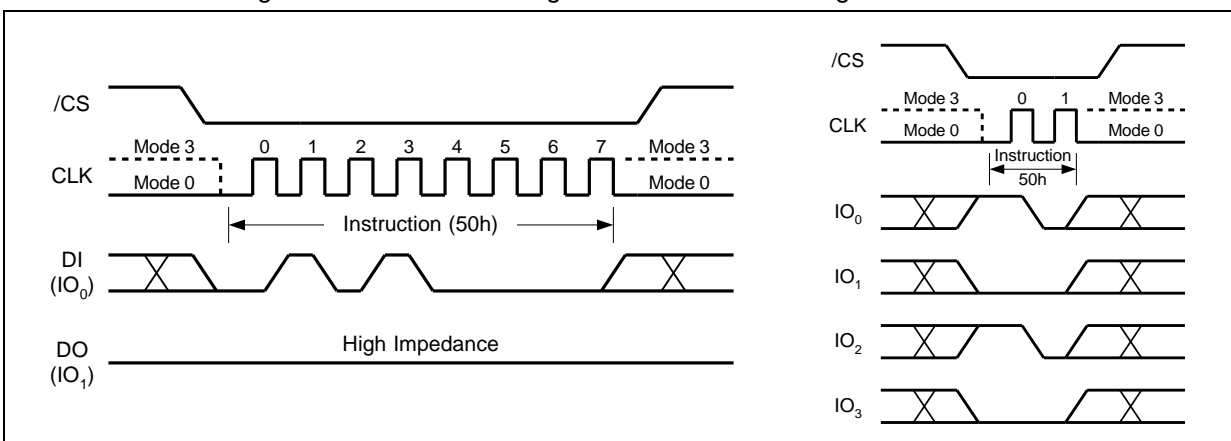 /CS
CLK
Mode 3
Mode 0
0 1 2 3 4 5 6 7
Mode 3
Mode 0
Instruction (50h)
DI
(IO0)
DO
(IO1)
High Impedance
/CS
CLK
Mode 3
Mode 0
0 1
Mode 3
Mode 0
Instruction
50h
IO0
IO1
IO2
IO3